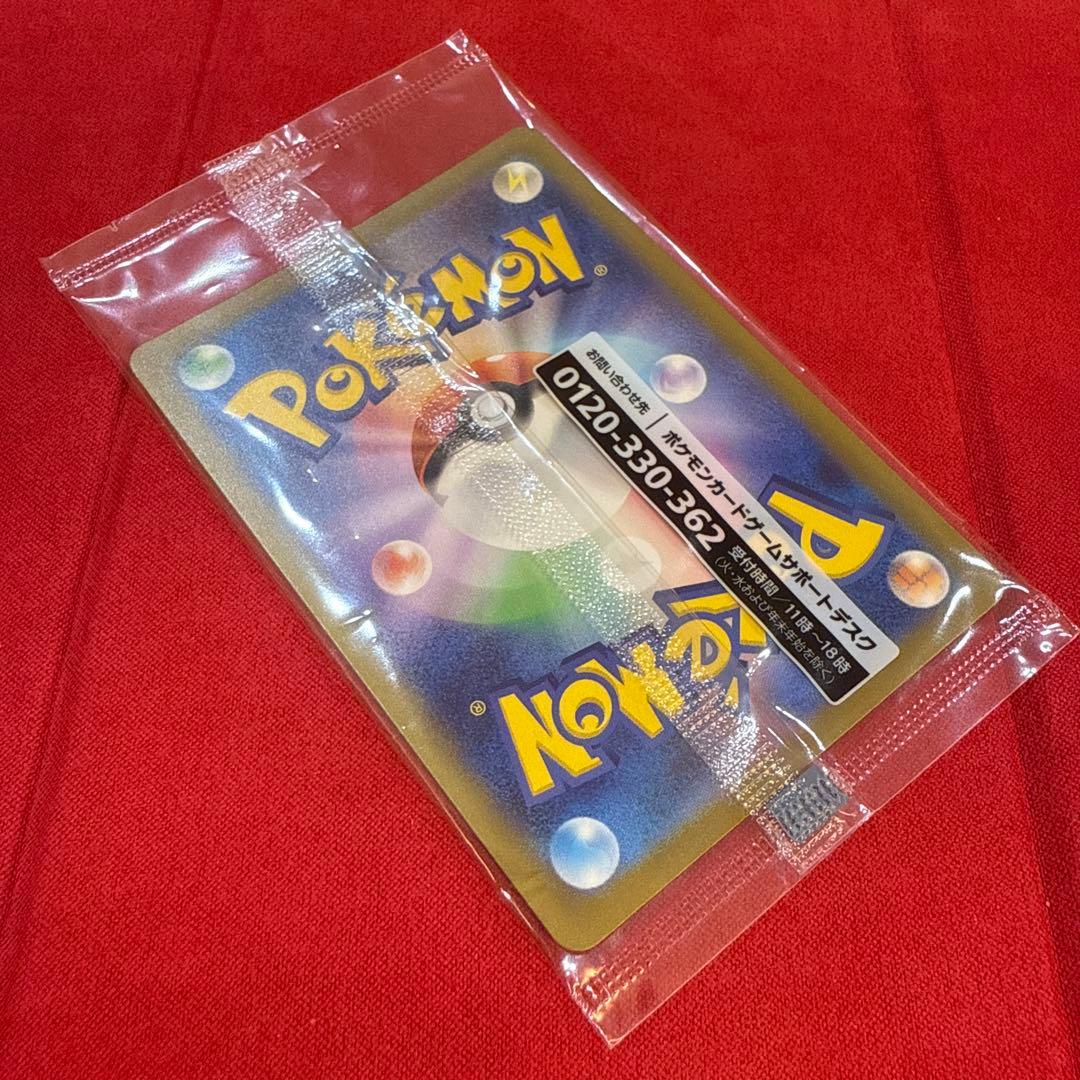 Pokémon®
お問い合わせ先 | ポケモンカードゲームサポートデスク
0120-330-362 受付時間／11時～18時
(火・水および年末年始を除く)
Pokémon®